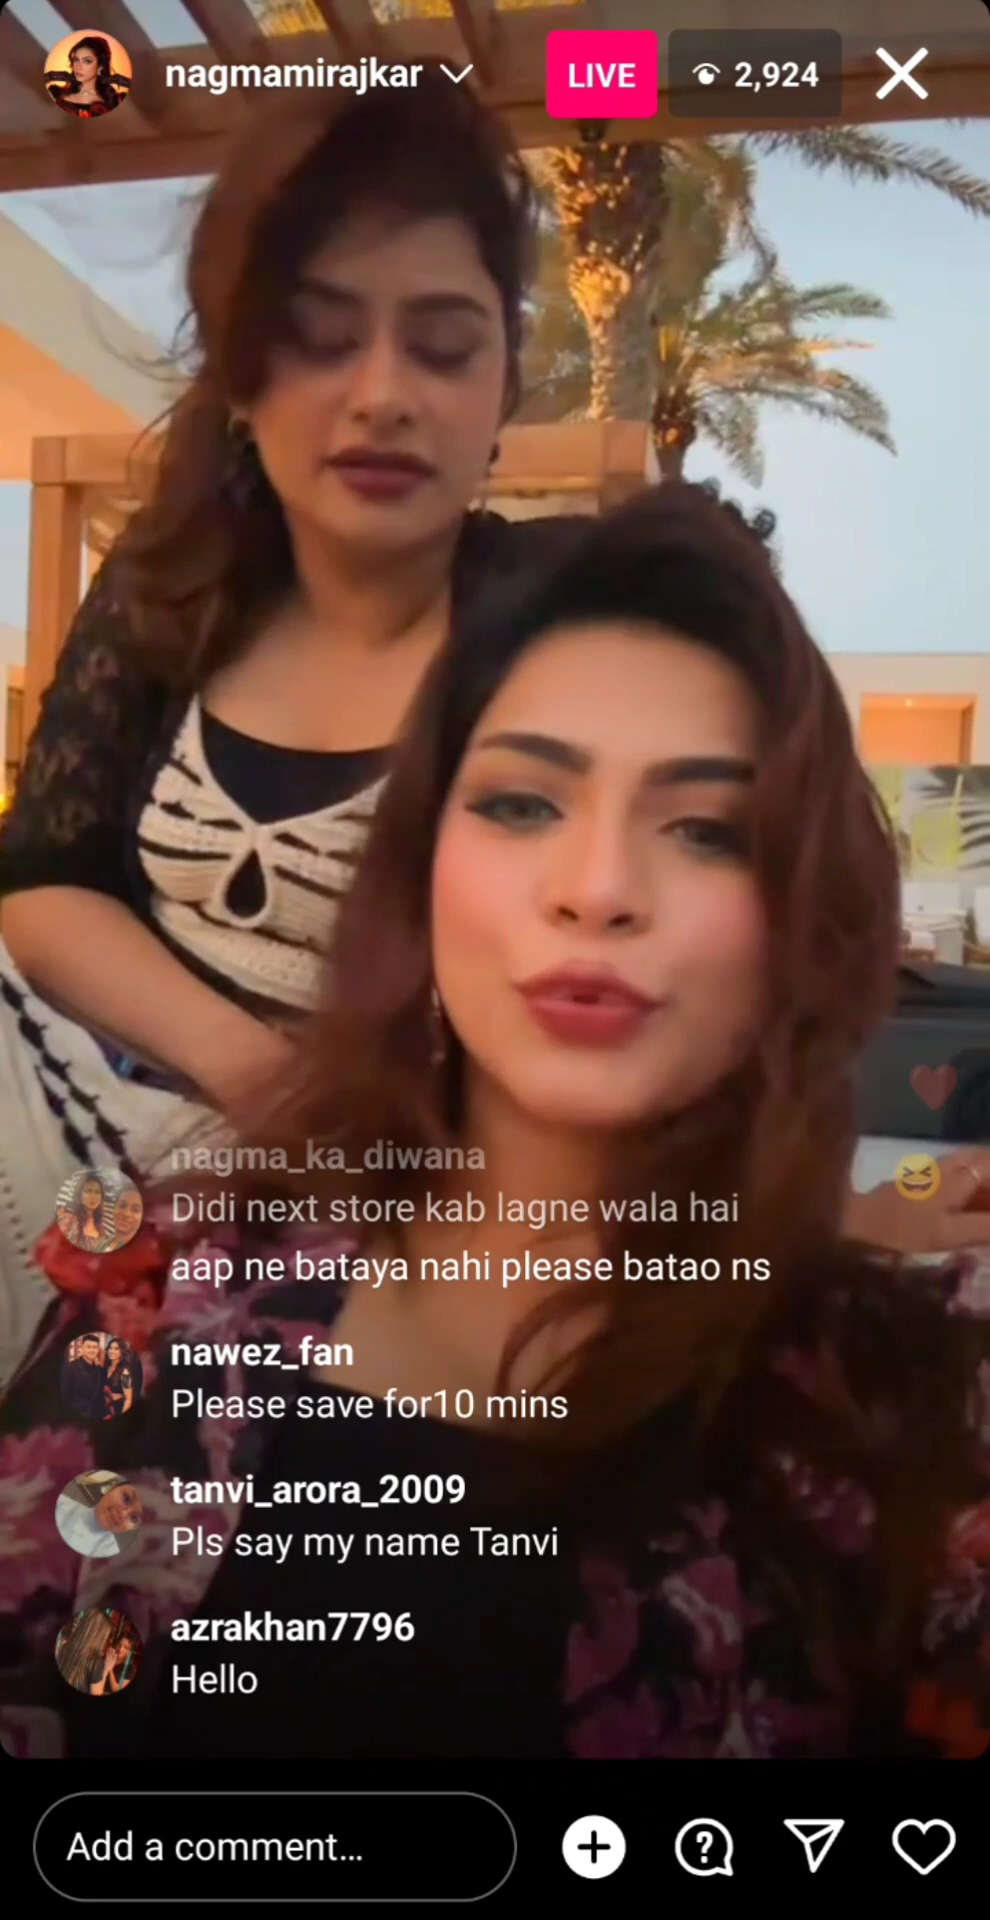 nagmamirajkar
LIVE
2,924
nagma_ka_diwana
Didi next store kab lagne wala hai
aap ne bataya nahi please batao ns
nawez_fan
Please save for10 mins
tanvi_arora_2009
Pls say my name Tanvi
azrakhan7796
Hello
Add a comment...